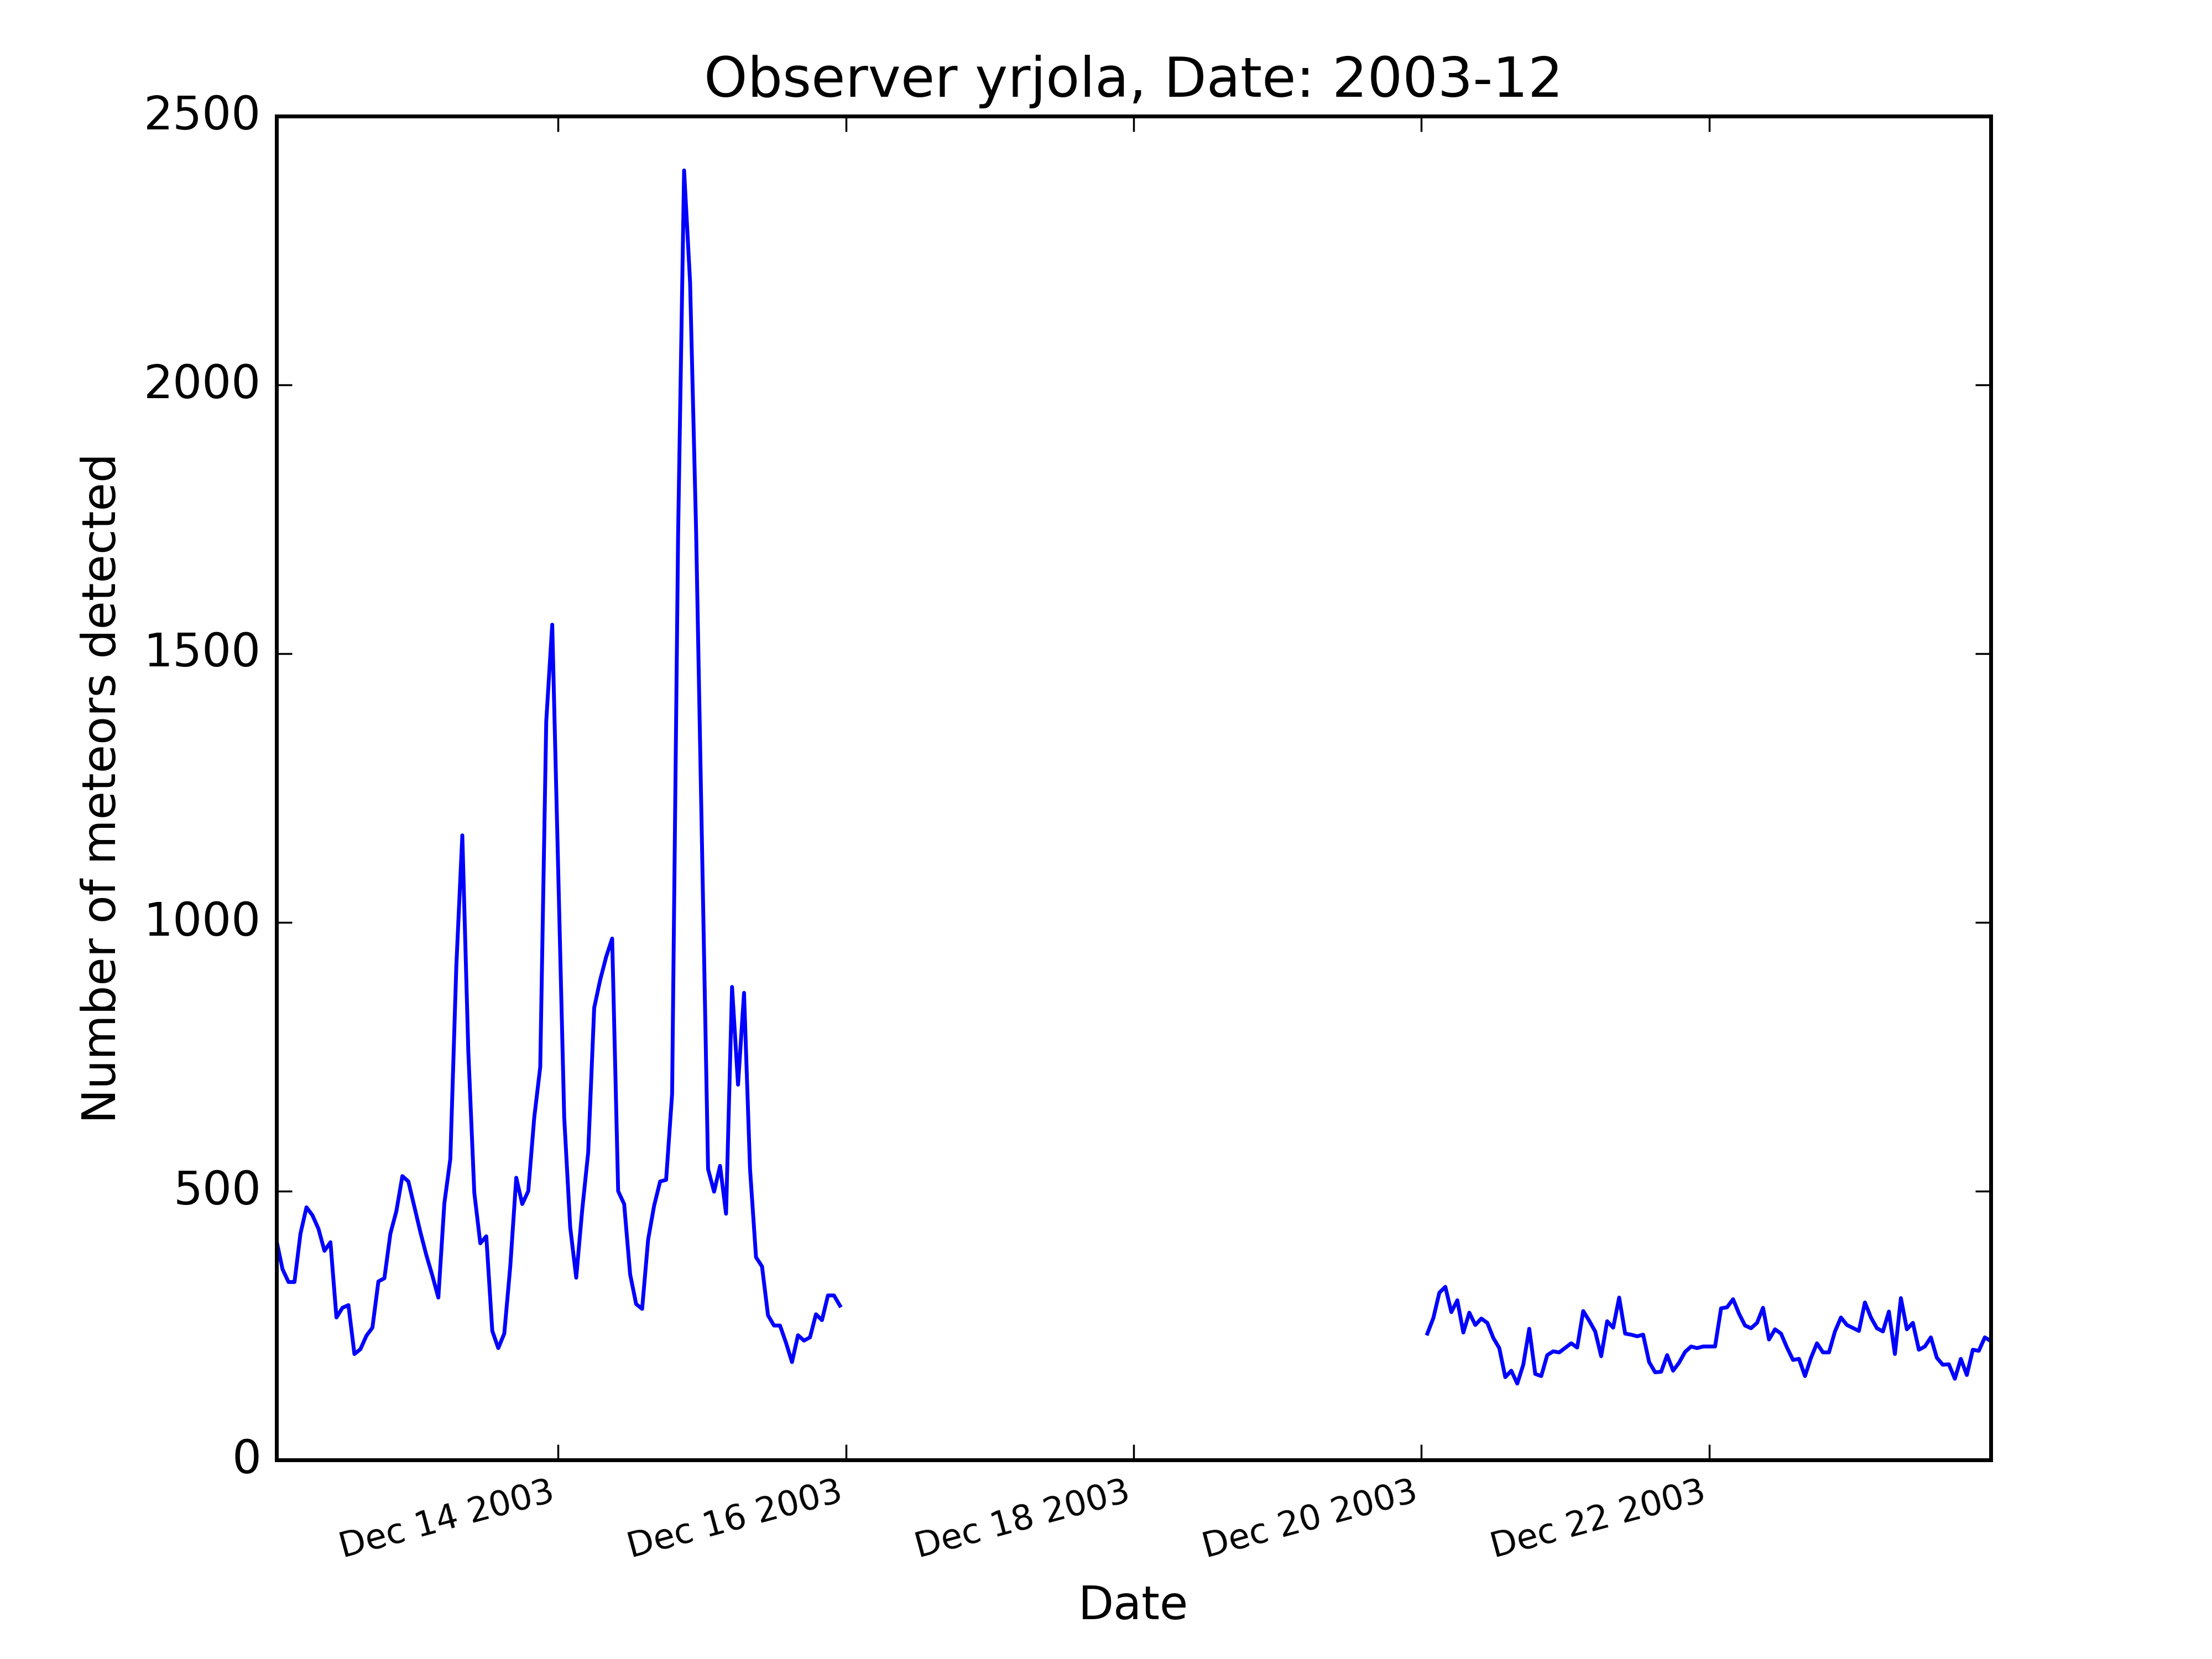 Observer yrjola, Date: 2003-12
2500
2000
1500
1000
500
0
Number of meteors detected
Dec 14 2003
Dec 16 2003
Dec 18 2003
Dec 20 2003
Dec 22 2003
Date